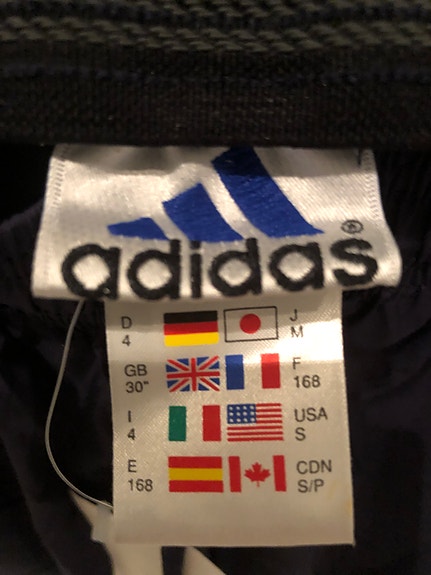 adidas®
D J
4 M
GB F
30" 168
I USA
4 S
E CDN
168 S/P